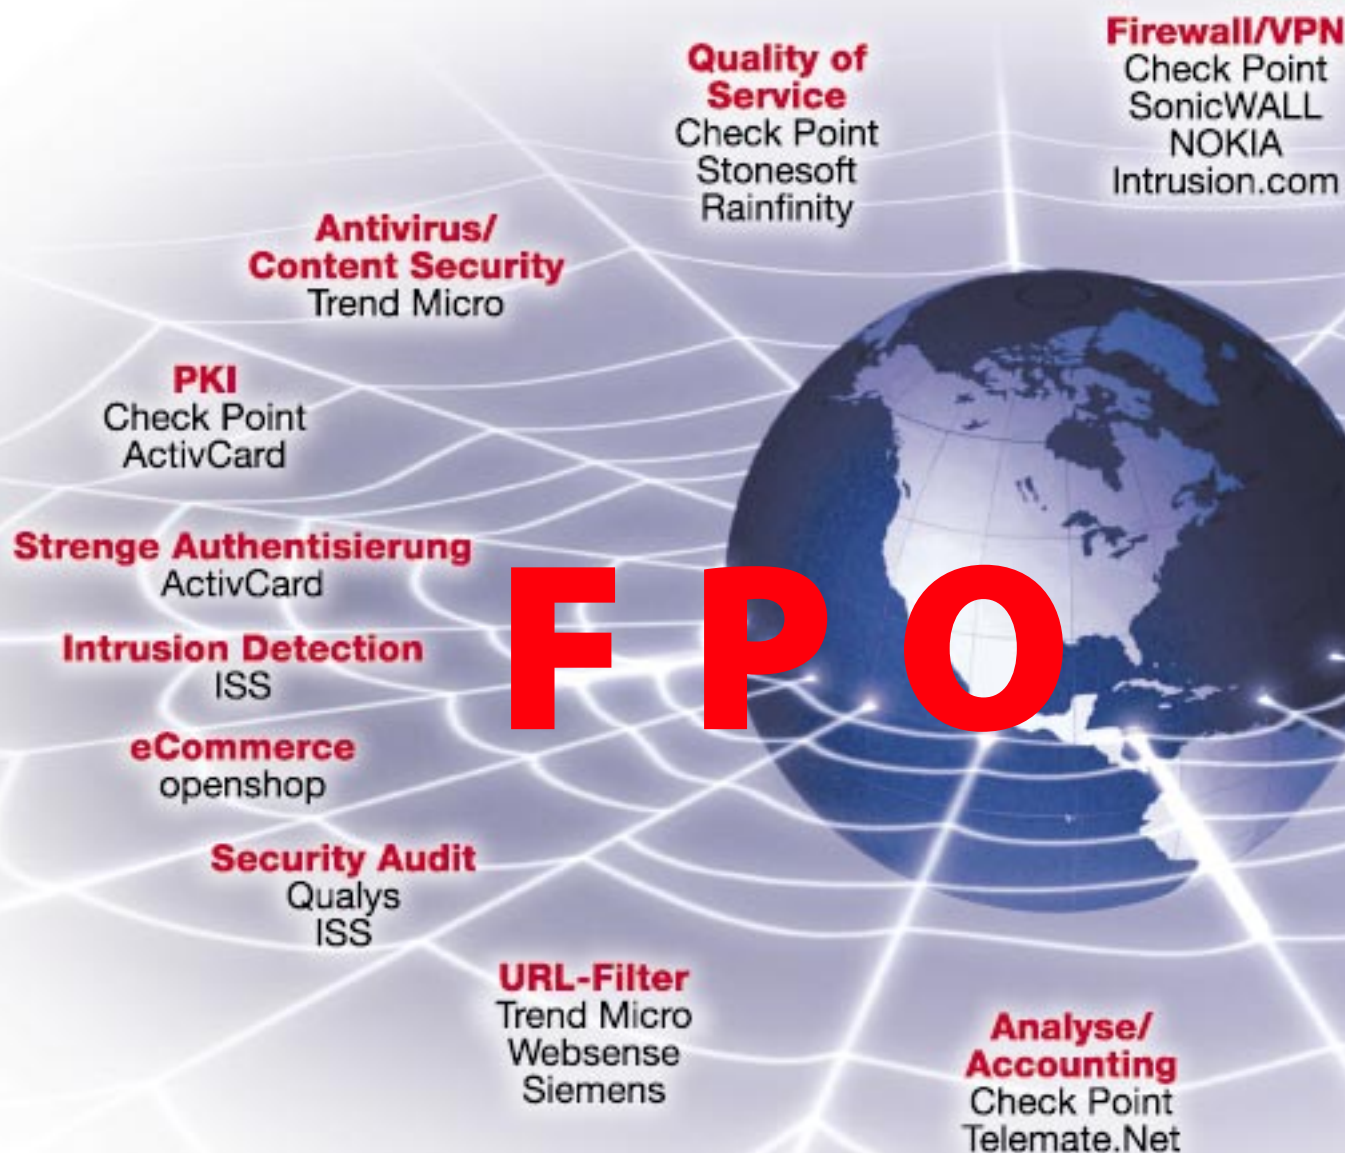 Quality of
Service
Check Point
Stonesoft
Rainfinity
Firewall/VPN
Check Point
SonicWALL
NOKIA
Intrusion.com
Antivirus/
Content Security
Trend Micro
PKI
Check Point
ActivCard
Strenge Authentisierung
ActivCard
F P O
Intrusion Detection
ISS
eCommerce
openshop
Security Audit
Qualys
ISS
URL-Filter
Trend Micro
Websense
Siemens
Analyse/
Accounting
Check Point
Telemate.Net